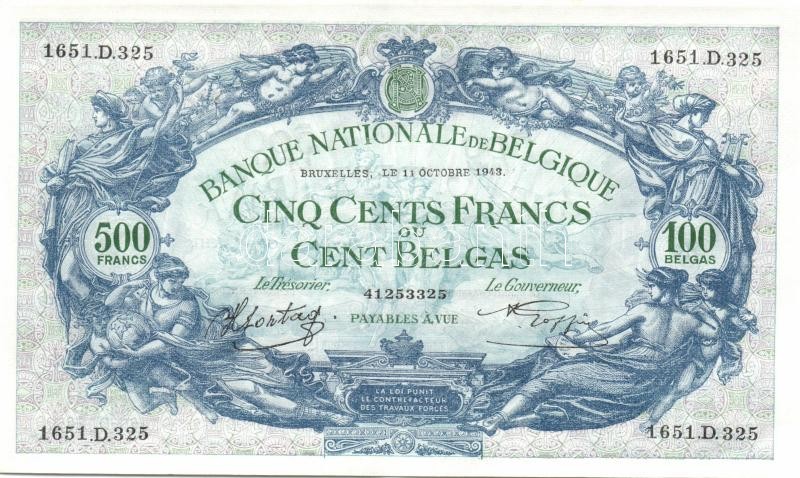 1651.D.325 1651.D.325
BANQUE NATIONALE DE BELGIQUE
BRUXELLES, LE 11 OCTOBRE 1943.
CINQ CENTS FRANCS
OU
CENT BELGAS
500
FRANCS
100
BELGAS
Le Trésorier, Le Gouverneur,
41253325
PAYABLES À VUE
LA LOI PUNIT
LE CONTREFACTEUR
DES TRAVAUX FORCÉS
1651.D.325 1651.D.325